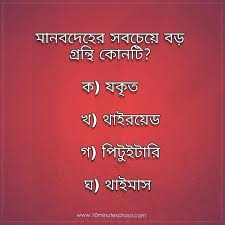 মানবদেহের সবচেয়ে বড়
গ্রন্থি কোনটি?
ক) যকৃত
খ) থাইরয়েড
গ) পিটুইটারি
ঘ) থাইমাস
www.10minuteschool.com